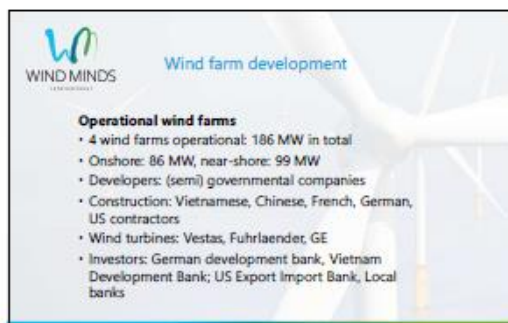 WIND MINDS
Wind farm development
Operational wind farms
• 4 wind farms operational: 186 MW in total
• Onshore: 86 MW, near-shore: 99 MW
• Developers: (semi) governmental companies
• Construction: Vietnamese, Chinese, French, German,
US contractors
• Wind turbines: Vestas, Fuhrlaender, GE
• Investors: German development bank, Vietnam
Development Bank; US Export Import Bank, Local
banks